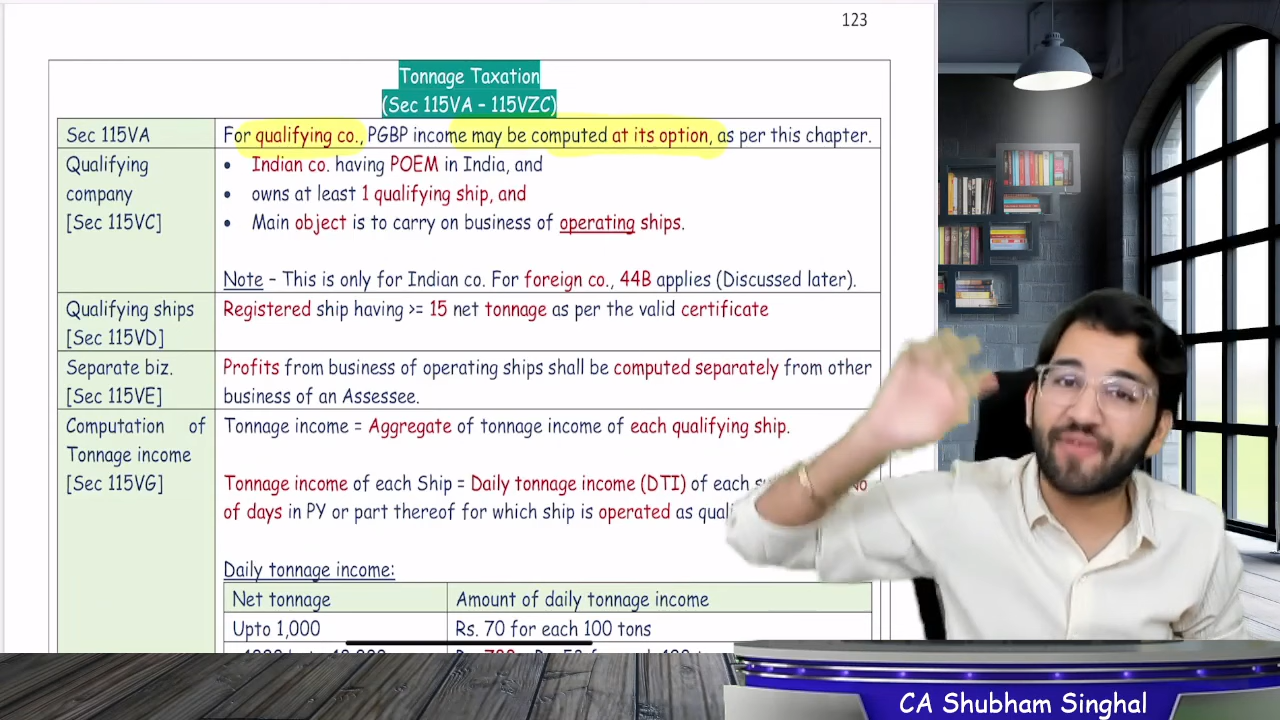 123
Tonnage Taxation
(Sec 115VA – 115VZC)
Sec 115VA
For qualifying co., PGBP income may be computed at its option, as per this chapter.
Qualifying
company
[Sec 115VC]
• Indian co. having POEM in India, and
• owns at least 1 qualifying ship, and
• Main object is to carry on business of operating ships.
Note – This is only for Indian co. For foreign co., 44B applies (Discussed later).
Qualifying ships
[Sec 115VD]
Registered ship having >= 15 net tonnage as per the valid certificate
Separate biz.
[Sec 115VE]
Profits from business of operating ships shall be computed separately from other
business of an Assessee.
Computation of
Tonnage income
[Sec 115VG]
Tonnage income = Aggregate of tonnage income of each qualifying ship.
Tonnage income of each Ship = Daily tonnage income (DTI) of each
of days in PY or part thereof for which ship is operated as
Daily tonnage income:
Net tonnage
Amount of daily tonnage income
Upto 1,000
Rs. 70 for each 100 tons
CA Shubham Singhal